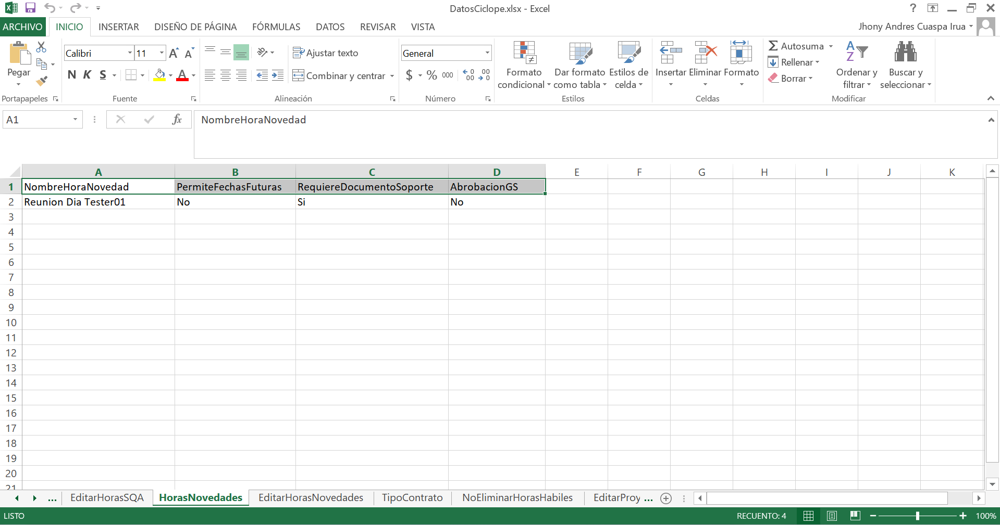 DatosCiclope.xlsx - Excel
ARCHIVO INICIO INSERTAR DISEÑO DE PÁGINA FÓRMULAS DATOS REVISAR VISTA Jhony Andres Cuaspa Irua
Pegar
Portapapeles
Calibri 11
N K S
Fuente
Ajustar texto
Combinar y centrar
Alineación
General
$ % 000
Número
Formato condicional
Dar formato como tabla
Estilos de celda
Estilos
Insertar Eliminar Formato
Celdas
Autosuma
Rellenar
Borrar
Ordenar y filtrar
Buscar y seleccionar
Modificar
A1 fx NombreHoraNovedad
A B C D E F G H I J K
1 NombreHoraNovedad PermiteFechasFuturas RequiereDocumentoSoporte AbrobacionGS
2 Reunion Dia Tester01 No Si No
3
4
5
6
7
8
9
10
11
12
13
14
15
16
17
18
19
20
21
... EditarHorasSQA HorasNovedades EditarHorasNovedades TipoContrato NoEliminarHorasHabiles EditarProy ...
LISTO RECUENTO: 4 100%